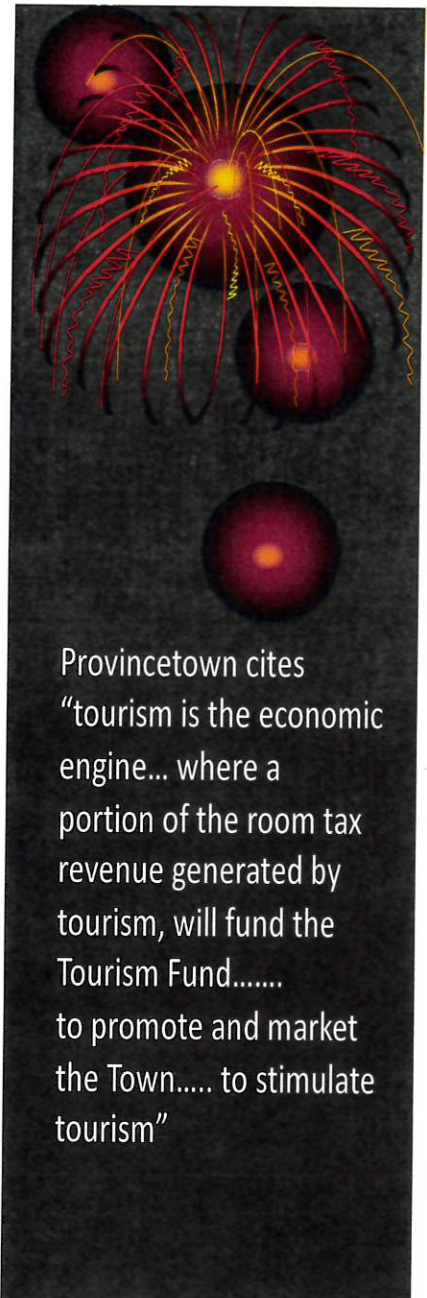 Provincetown cites
“tourism is the economic
engine... where a
portion of the room tax
revenue generated by
tourism, will fund the
Tourism Fund.......
to promote and market
the Town..... to stimulate
tourism”